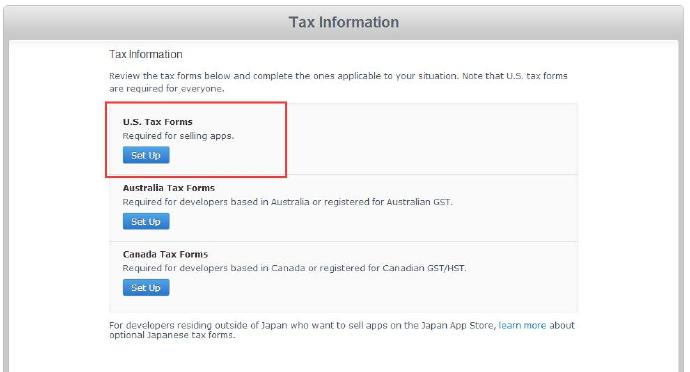 Tax Information
Tax Information
Review the tax forms below and complete the ones applicable to your situation. Note that U.S. tax forms
are required for everyone.
U.S. Tax Forms
Required for selling apps.
Set Up
Australia Tax Forms
Required for developers based in Australia or registered for Australian GST.
Set Up
Canada Tax Forms
Required for developers based in Canada or registered for Canadian GST/HST.
Set Up
For developers residing outside of Japan who want to sell apps on the Japan App Store, learn more about
optional Japanese tax forms.